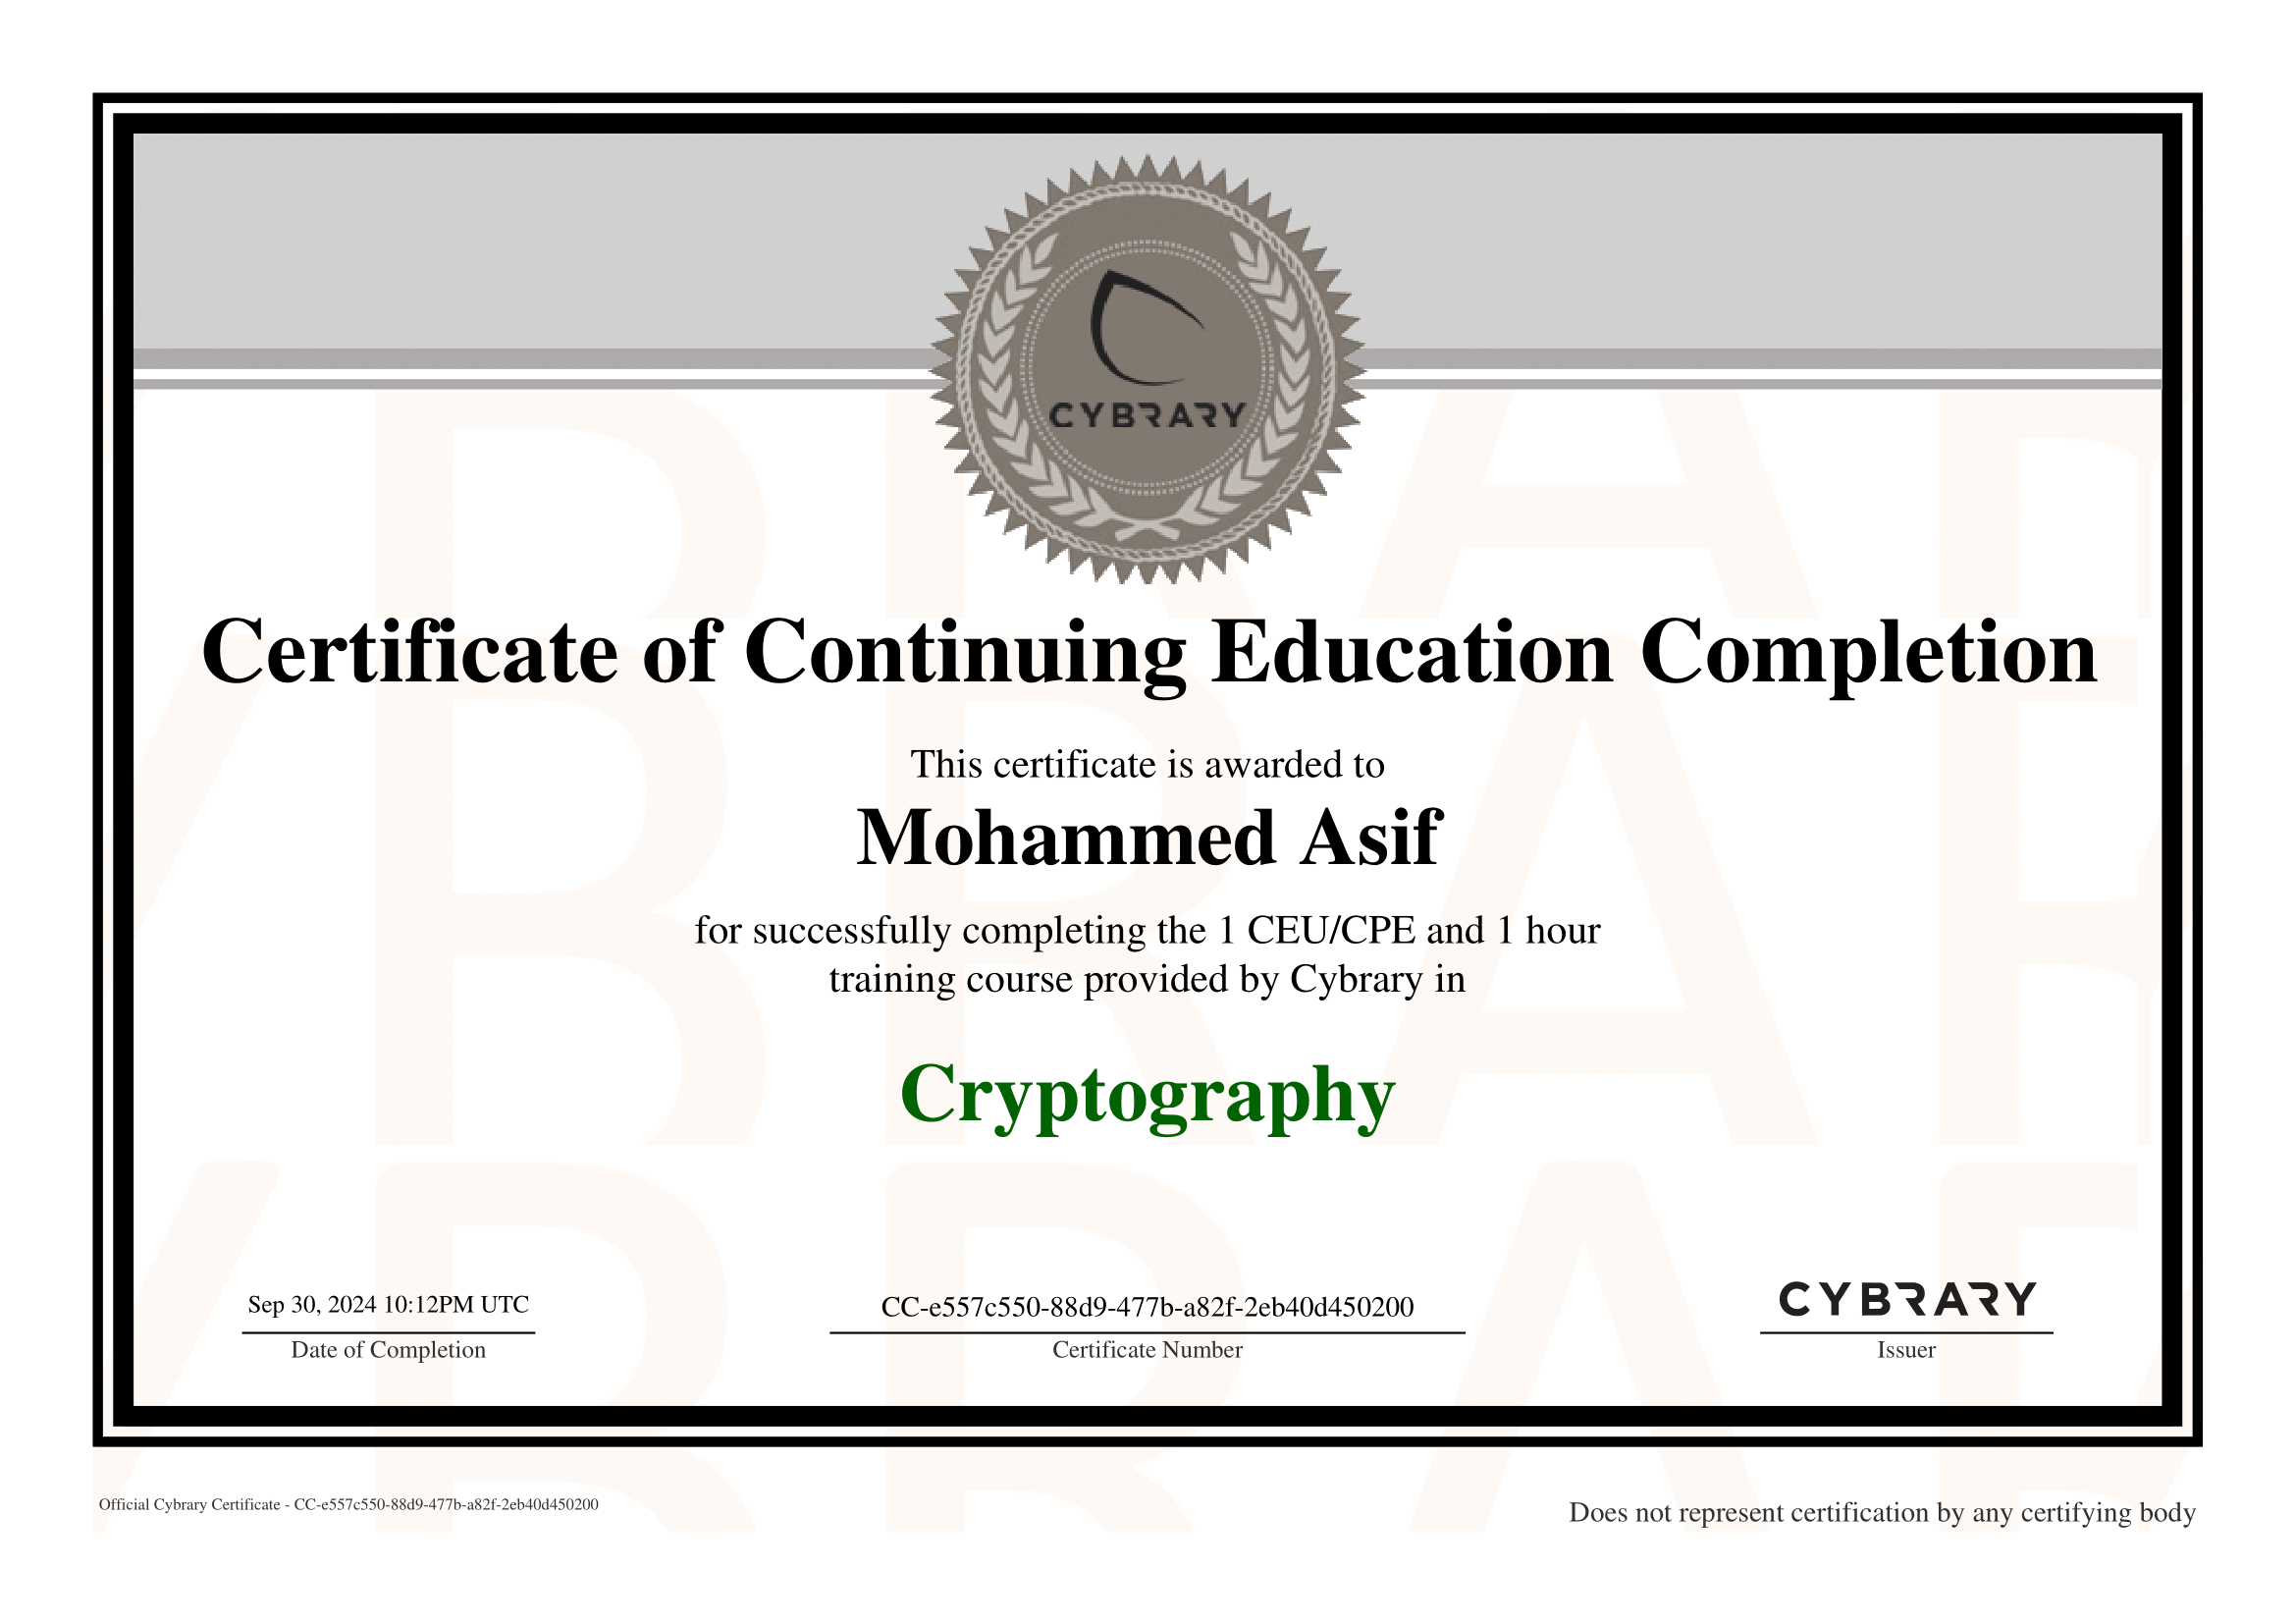 CYBRARY
Certificate of Continuing Education Completion
This certificate is awarded to
Mohammed Asif
for successfully completing the 1 CEU/CPE and 1 hour
training course provided by Cybrary in
Cryptography
Sep 30, 2024 10:12PM UTC
Date of Completion
CC-e557c550-88d9-477b-a82f-2eb40d450200
Certificate Number
CYBRARY
Issuer
Official Cybrary Certificate - CC-e557c550-88d9-477b-a82f-2eb40d450200
Does not represent certification by any certifying body